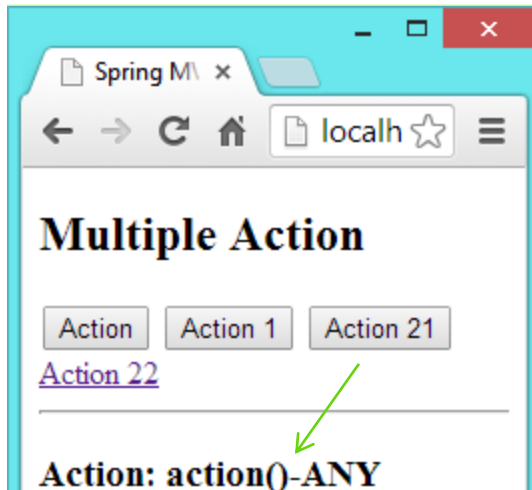 Spring M
localh
Multiple Action
Action Action 1 Action 21
Action 22
Action: action()-ANY